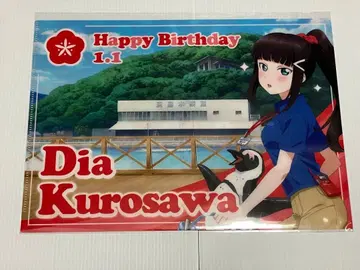 Happy Birthday
1.1
Dia
Kurosawa